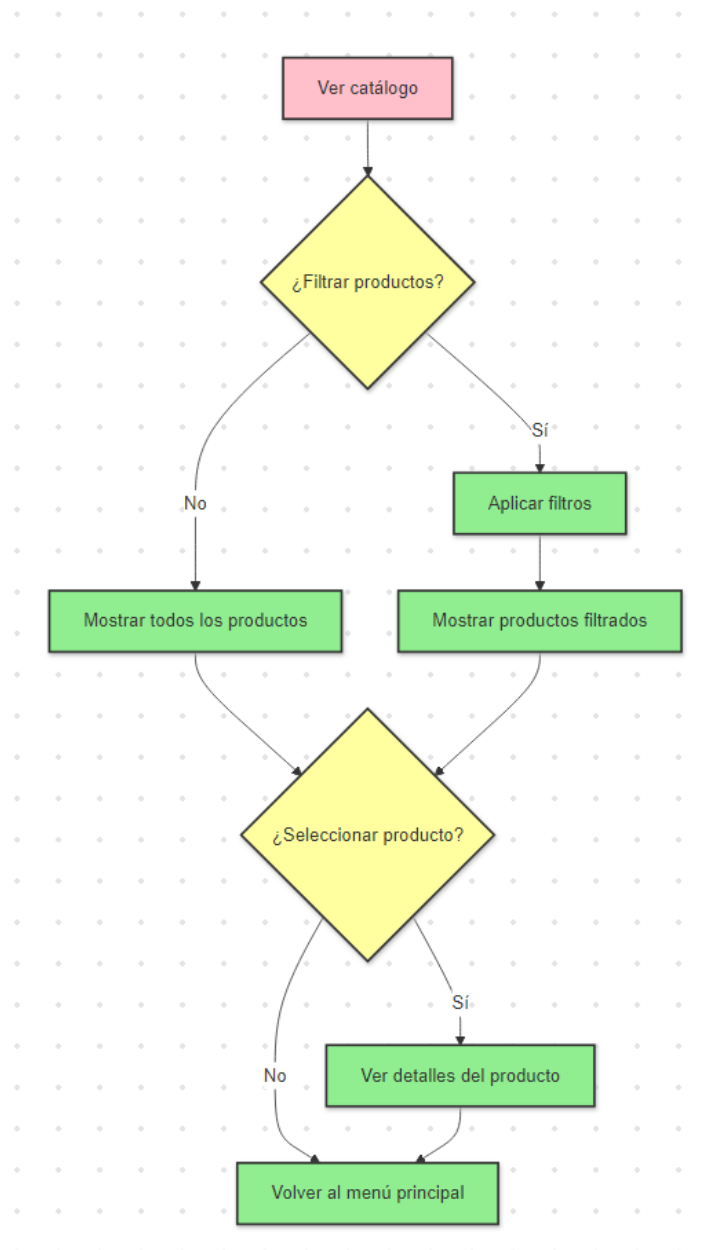 Ver catálogo
¿Filtrar productos?
Sí
No
Aplicar filtros
Mostrar todos los productos
Mostrar productos filtrados
¿Seleccionar producto?
Sí
No
Ver detalles del producto
Volver al menú principal